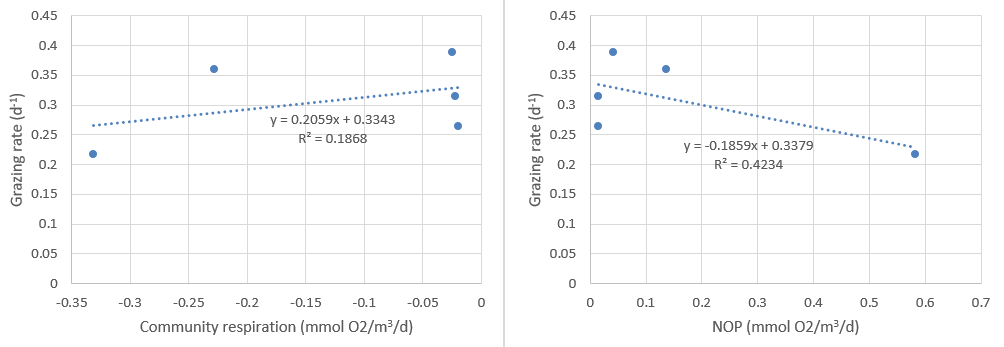 0.45
0.4
0.35
0.3
0.25
0.2
0.15
0.1
0.05
0
Grazing rate (d⁻¹)
y = 0.2059x + 0.3343
R² = 0.1868
-0.35 -0.3 -0.25 -0.2 -0.15 -0.1 -0.05 0
Community respiration (mmol O2/m³/d)
0.45
0.4
0.35
0.3
0.25
0.2
0.15
0.1
0.05
0
Grazing rate (d⁻¹)
y = -0.1859x + 0.3379
R² = 0.4234
0 0.1 0.2 0.3 0.4 0.5 0.6 0.7
NOP (mmol O2/m³/d)